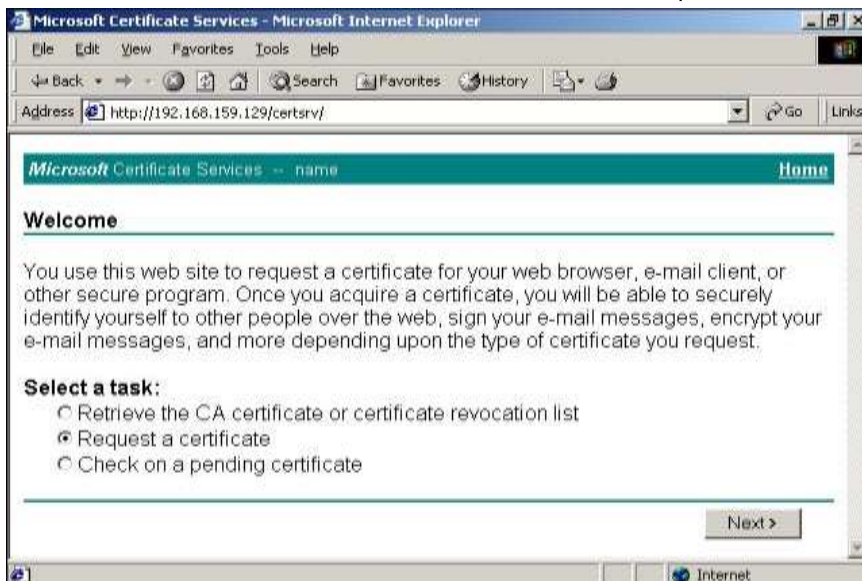 Microsoft Certificate Services - Microsoft Internet Explorer
File Edit View Favorites Tools Help
Back Search Favorites History
Address http://192.168.159.129/certsrv/ Go Links
Microsoft Certificate Services -- name Home
Welcome
You use this web site to request a certificate for your web browser, e-mail client, or
other secure program. Once you acquire a certificate, you will be able to securely
identify yourself to other people over the web, sign your e-mail messages, encrypt your
e-mail messages, and more depending upon the type of certificate you request.
Select a task:
Retrieve the CA certificate or certificate revocation list
Request a certificate
Check on a pending certificate
Next >
Internet